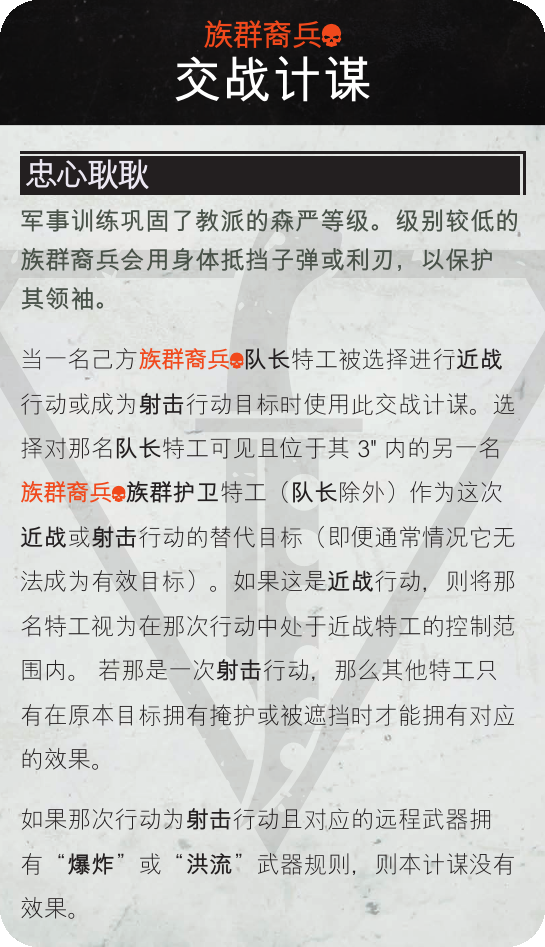 族群裔兵
交战计谋
忠心耿耿
军事训练巩固了教派的森严等级。级别较低的
族群裔兵会用身体抵挡子弹或利刃，以保护
其领袖。
当一名己方族群裔兵队长特工被选择进行近战
行动或成为射击行动目标时使用此交战计谋。选
择对那名队长特工可见且位于其 3" 内的另一名
族群裔兵族群护卫特工（队长除外）作为这次
近战或射击行动的替代目标（即便通常情况它无
法成为有效目标）。如果这是近战行动，则将那
名特工视为在那次行动中处于近战特工的控制范
围内。 若那是一次射击行动，那么其他特工只
有在原本目标拥有掩护或被遮挡时才能拥有对应
的效果。
如果那次行动为射击行动且对应的远程武器拥
有“爆炸”或“洪流”武器规则，则本计谋没有
效果。